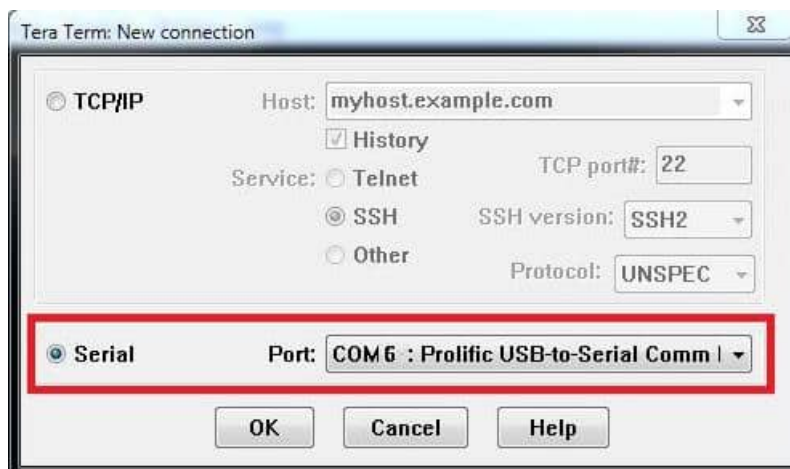 Tera Term: New connection
TCP/IP Host: myhost.example.com
History
Service: Telnet TCP port#: 22
SSH SSH version: SSH2
Other Protocol: UNSPEC
Serial Port: COM6 : Prolific USB-to-Serial Comm
OK Cancel Help